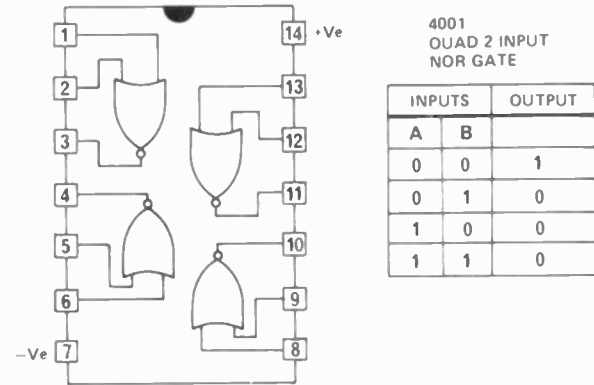 4001
QUAD 2 INPUT
NOR GATE
1
14 +Ve
2
13
3
12
4
11
5
10
6
9
-Ve 7
8
INPUTS OUTPUT
A B
0 0 1
0 1 0
1 0 0
1 1 0